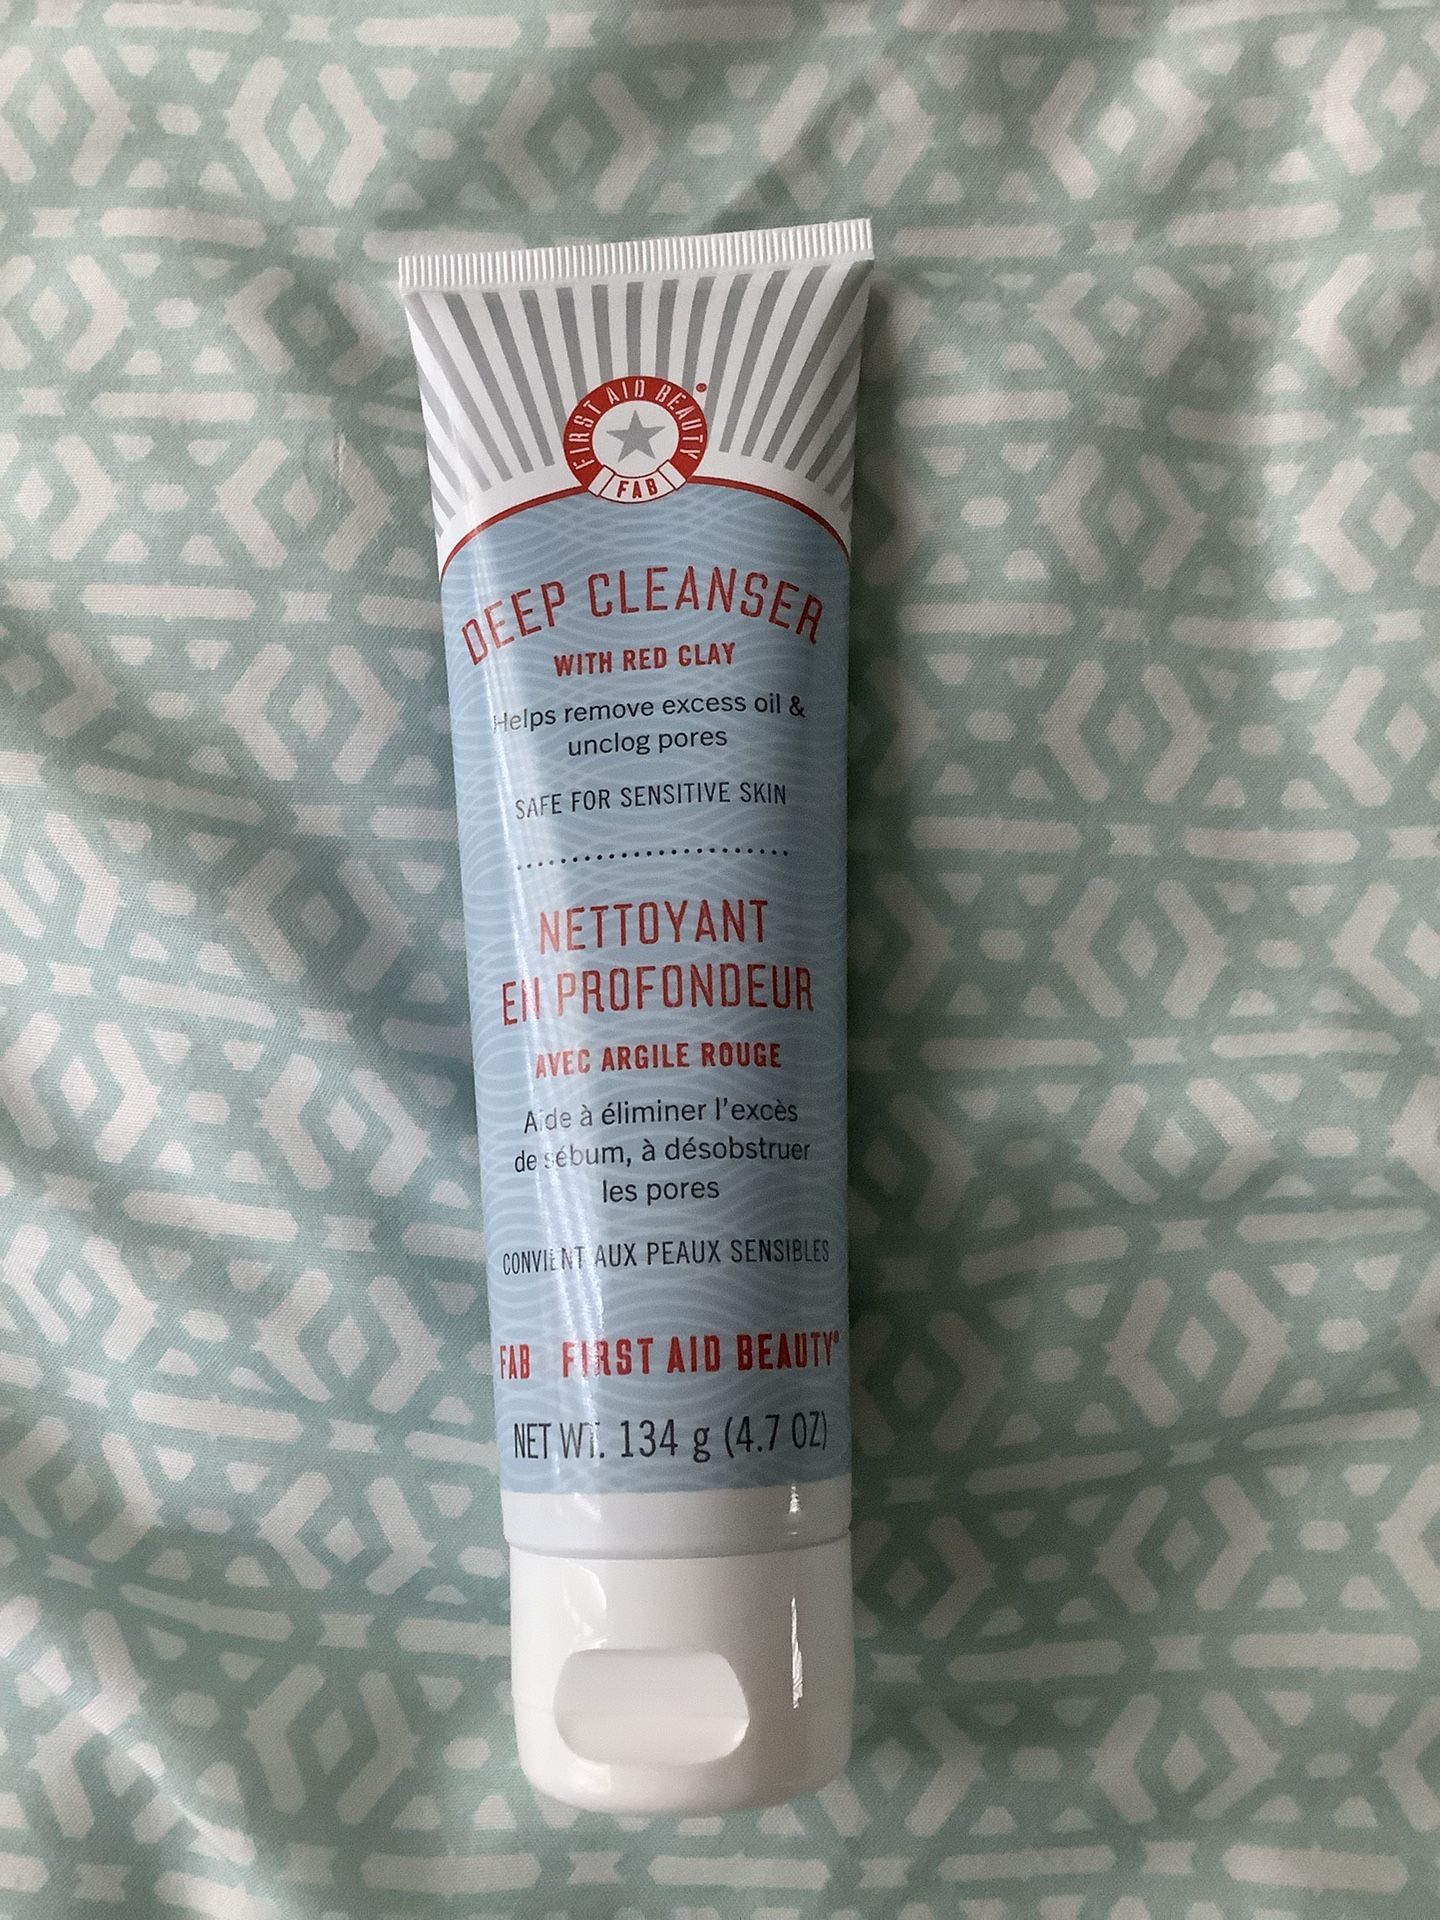 FIRST AID BEAUTY®
FAB
DEEP CLEANSER
WITH RED CLAY
Helps remove excess oil &
unclog pores
SAFE FOR SENSITIVE SKIN
NETTOYANT
EN PROFONDEUR
AVEC ARGILE ROUGE
Aide à éliminer l'excès
de sébum, à désobstruer
les pores
CONVIENT AUX PEAUX SENSIBLES
FAB FIRST AID BEAUTY®
NET WT. 134 g (4.7 OZ)